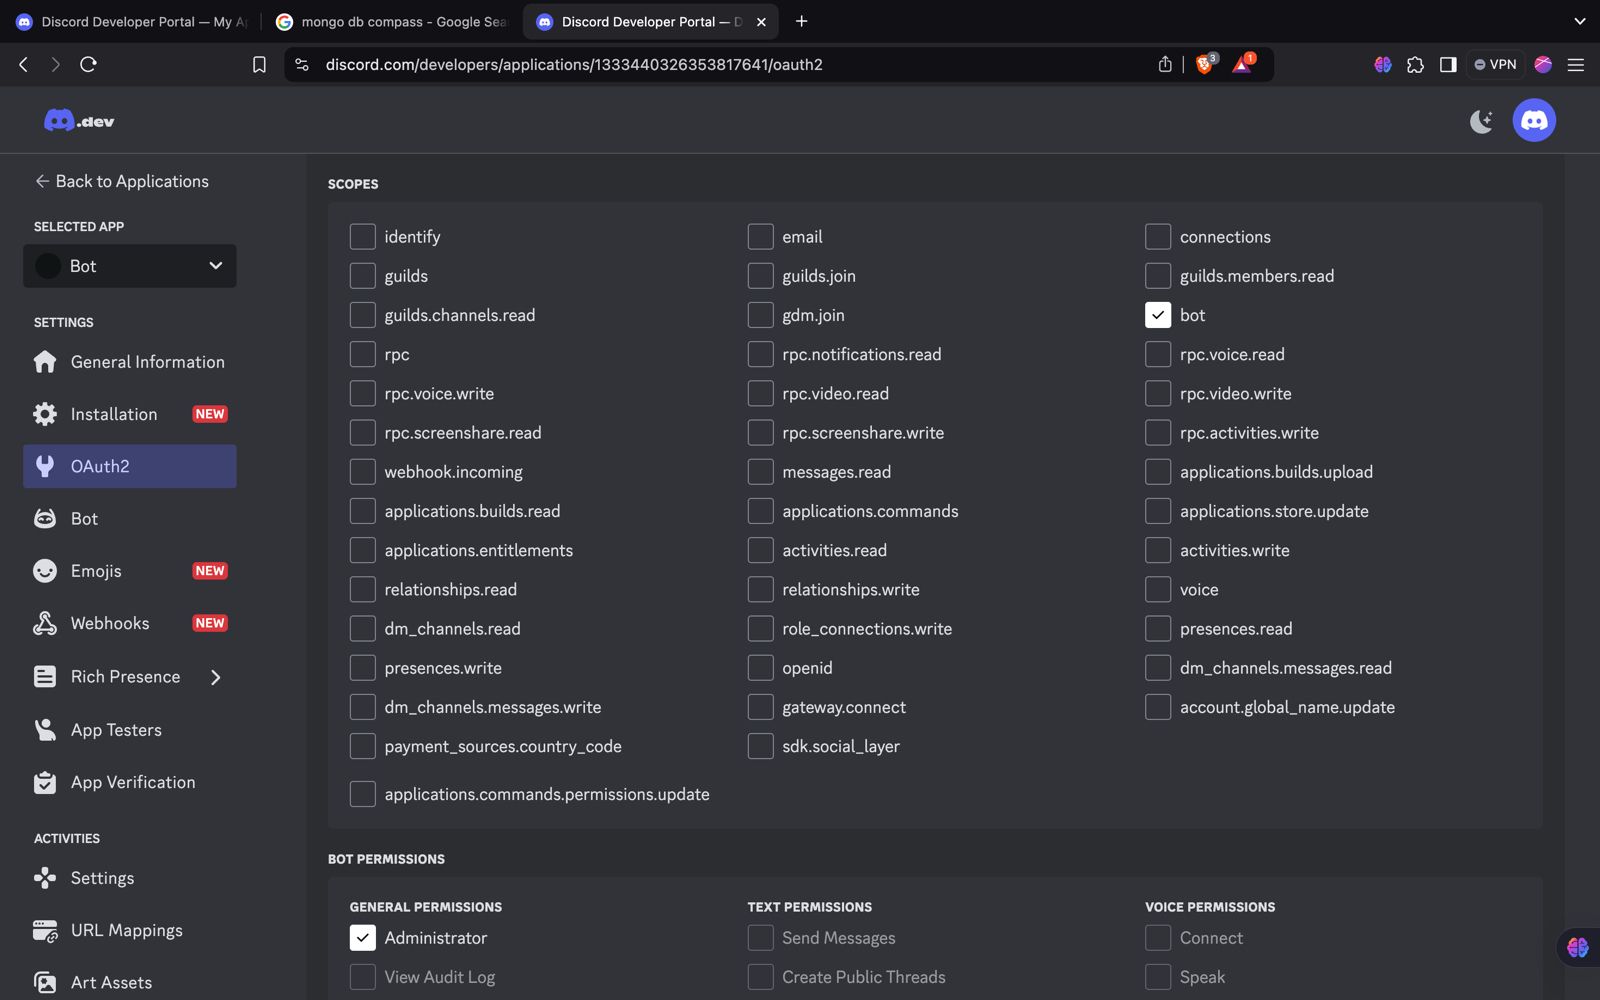 Discord Developer Portal — My A
mongo db compass - Google Sea
Discord Developer Portal — D
discord.com/developers/applications/1333440326353817641/oauth2
3
1
VPN
.dev
Back to Applications
SELECTED APP
Bot
SETTINGS
General Information
Installation NEW
OAuth2
Bot
Emojis NEW
Webhooks NEW
Rich Presence
App Testers
App Verification
ACTIVITIES
Settings
URL Mappings
Art Assets
SCOPES
identify email connections
guilds guilds.join guilds.members.read
guilds.channels.read gdm.join bot
rpc rpc.notifications.read rpc.voice.read
rpc.voice.write rpc.video.read rpc.video.write
rpc.screenshare.read rpc.screenshare.write rpc.activities.write
webhook.incoming messages.read applications.builds.upload
applications.builds.read applications.commands applications.store.update
applications.entitlements activities.read activities.write
relationships.read relationships.write voice
dm_channels.read role_connections.write presences.read
presences.write openid dm_channels.messages.read
dm_channels.messages.write gateway.connect account.global_name.update
payment_sources.country_code sdk.social_layer
applications.commands.permissions.update
BOT PERMISSIONS
GENERAL PERMISSIONS TEXT PERMISSIONS VOICE PERMISSIONS
Administrator Send Messages Connect
View Audit Log Create Public Threads Speak